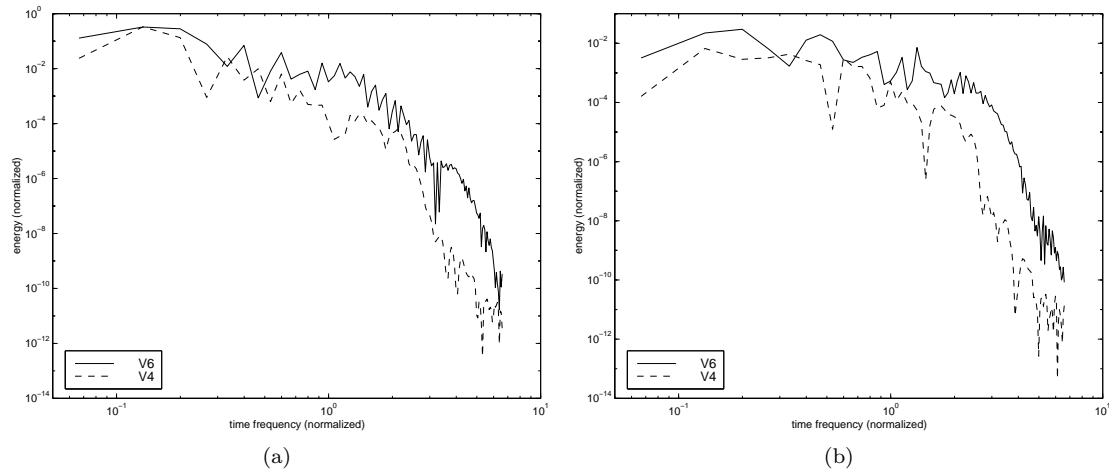 10^0
10^-2
10^-4
10^-6
10^-8
10^-10
10^-12
10^-14
energy (normalized)
V6
V4
10^-1
10^0
10^1
time frequency (normalized)
(a)
10^-2
10^-4
10^-6
10^-8
10^-10
10^-12
10^-14
energy (normalized)
V6
V4
10^-1
10^0
10^1
time frequency (normalized)
(b)